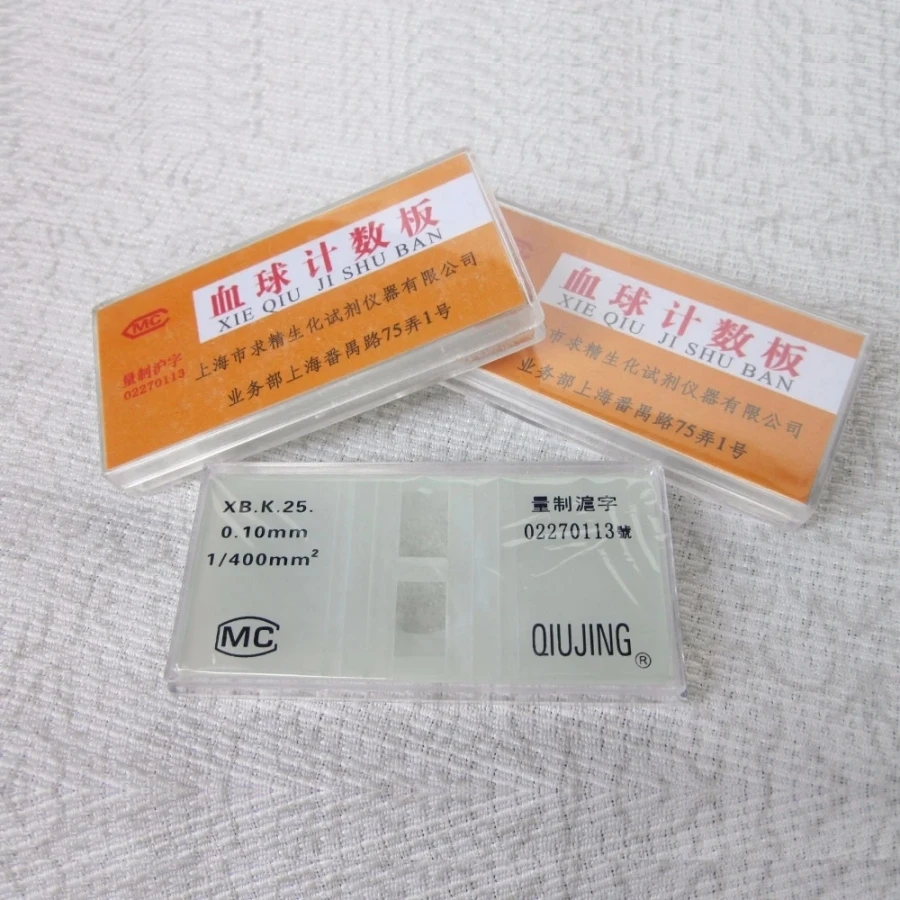 血球计数板
XIE QIU JI SHU BAN
MC
上海市求精生化试剂仪器有限公司
量制沪字
02270113
业务部上海番禺路75弄1号
血球计数板
XIE QIU JI SHU BAN
市求精生化试剂仪器有限公司
业务部上海番禺路75弄1号
XB.K.25.
0.10mm
1/400mm²
MC
量制滬字
02270113號
QIUJING®